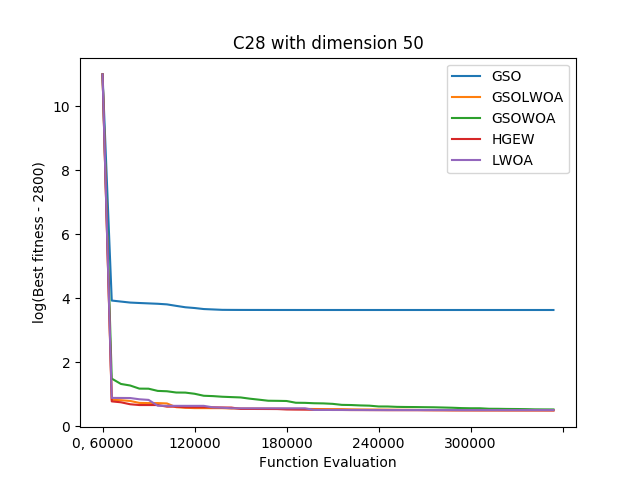 C28 with dimension 50
log(Best fitness - 2800)
10
8
6
4
2
0
GSO
GSOLWOA
GSOWOA
HGEW
LWOA
0, 60000 120000 180000 240000 300000
Function Evaluation